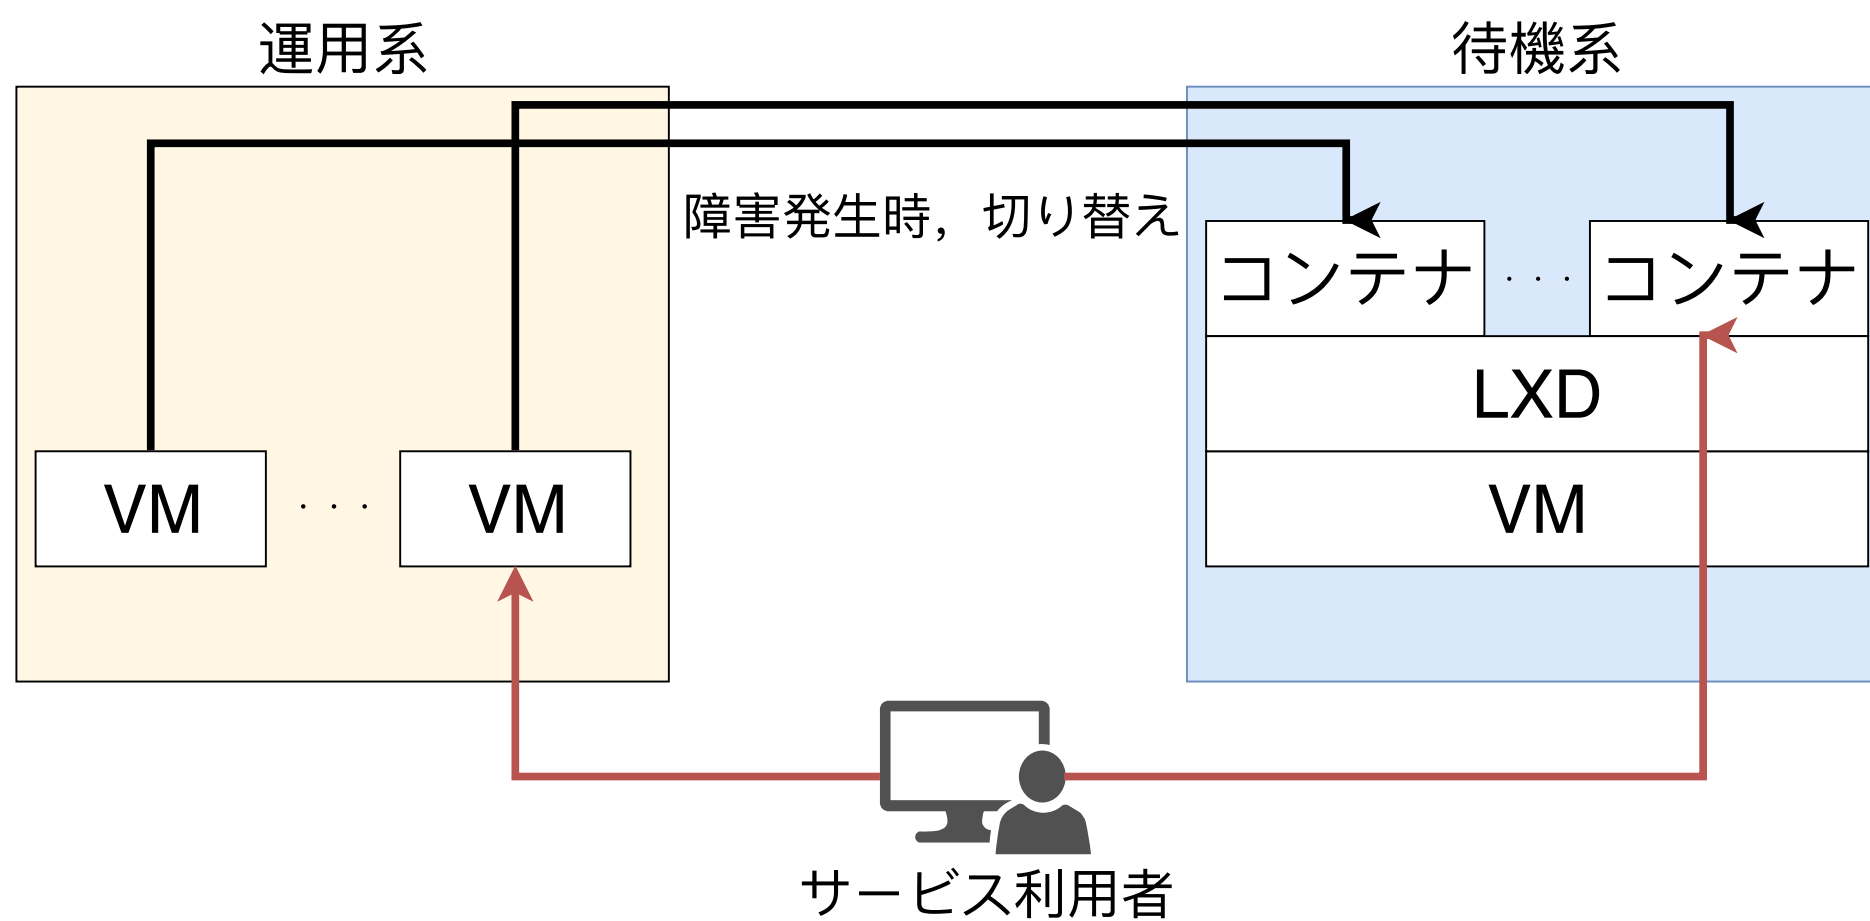 運用系
待機系
障害発生時，切り替え
コンテナ
. . .
コンテナ
LXD
VM
. . .
VM
VM
サービス利用者